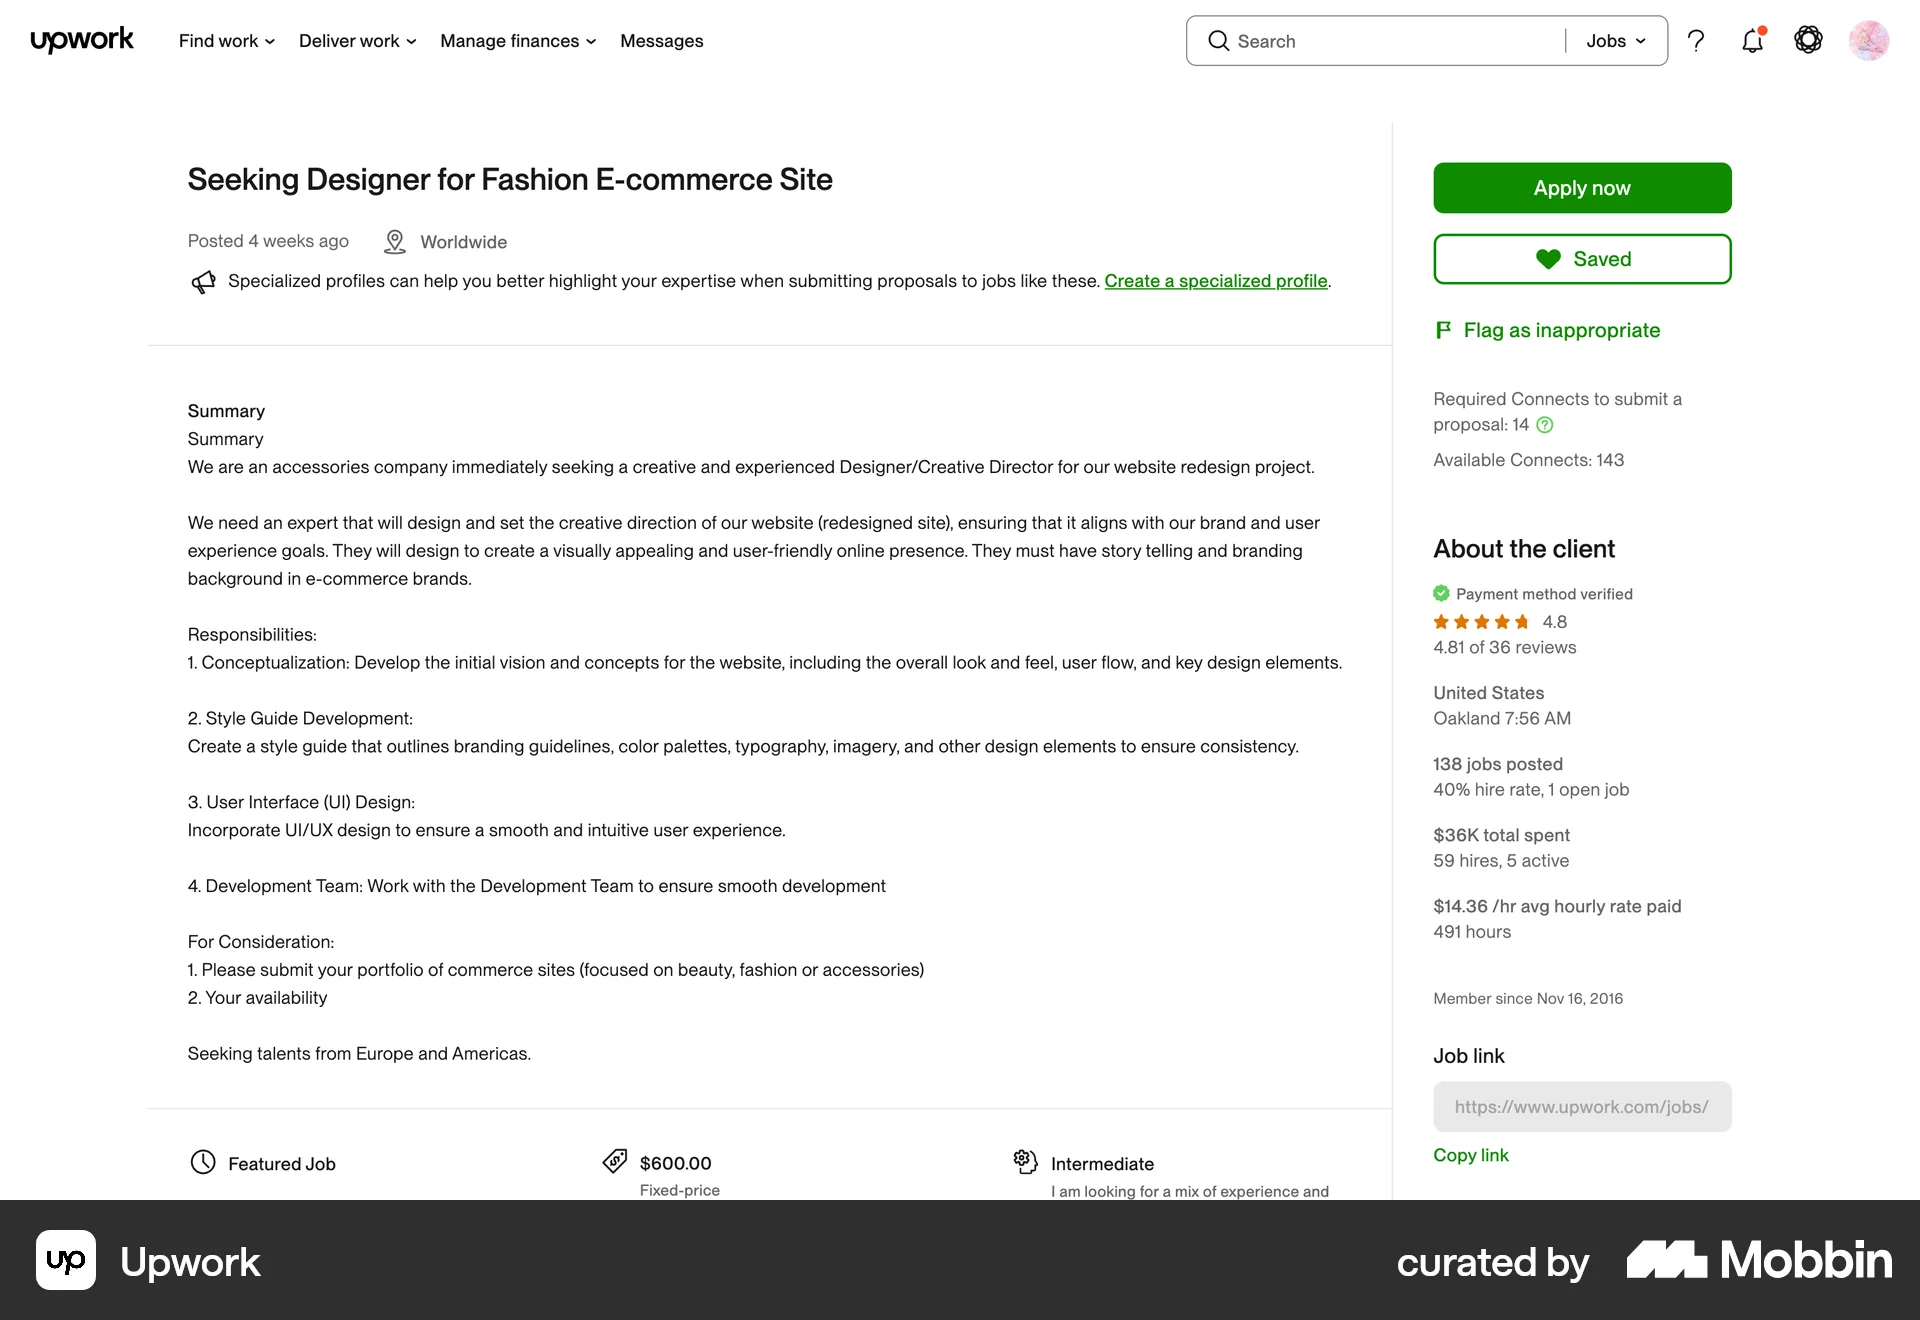 upwork
Find work
Deliver work
Manage finances
Messages
Search
Jobs
Seeking Designer for Fashion E-commerce Site
Posted 4 weeks ago
Worldwide
Specialized profiles can help you better highlight your expertise when submitting proposals to jobs like these. Create a specialized profile.
Summary
Summary
We are an accessories company immediately seeking a creative and experienced Designer/Creative Director for our website redesign project.
We need an expert that will design and set the creative direction of our website (redesigned site), ensuring that it aligns with our brand and user
experience goals. They will design to create a visually appealing and user-friendly online presence. They must have story telling and branding
background in e-commerce brands.
Responsibilities:
1. Conceptualization: Develop the initial vision and concepts for the website, including the overall look and feel, user flow, and key design elements.
2. Style Guide Development:
Create a style guide that outlines branding guidelines, color palettes, typography, imagery, and other design elements to ensure consistency.
3. User Interface (UI) Design:
Incorporate UI/UX design to ensure a smooth and intuitive user experience.
4. Development Team: Work with the Development Team to ensure smooth development
For Consideration:
1. Please submit your portfolio of commerce sites (focused on beauty, fashion or accessories)
2. Your availability
Seeking talents from Europe and Americas.
Featured Job
$600.00
Fixed-price
Intermediate
I am looking for a mix of experience and
Apply now
Saved
Flag as inappropriate
Required Connects to submit a
proposal: 14
Available Connects: 143
About the client
Payment method verified
4.8
4.81 of 36 reviews
United States
Oakland 7:56 AM
138 jobs posted
40% hire rate, 1 open job
$36K total spent
59 hires, 5 active
$14.36 /hr avg hourly rate paid
491 hours
Member since Nov 16, 2016
Job link
https://www.upwork.com/jobs/
Copy link
up
Upwork
curated by
Mobbin